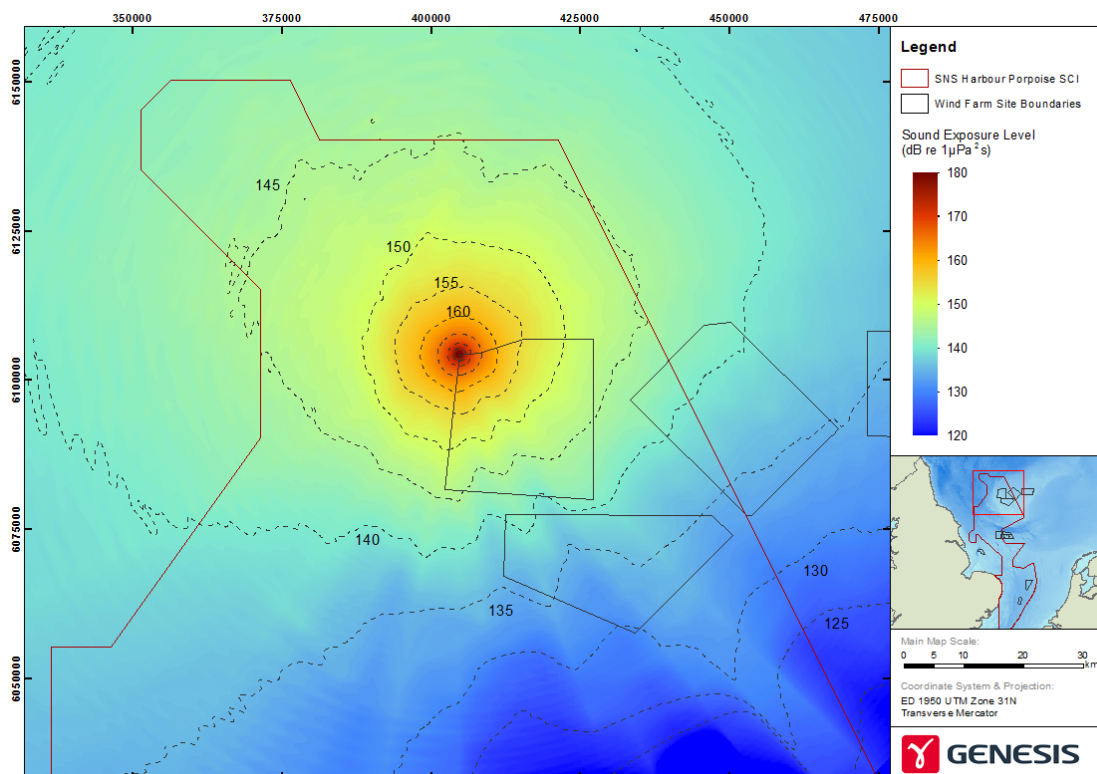 350000 375000 400000 425000 450000 475000
6150000
6125000
6100000
6075000
6050000
145
150
155
160
140
135
130
125
Legend
SNS Harbour Porpoise SCI
Wind Farm Site Boundaries
Sound Exposure Level
(dB re 1µPa²s)
180
170
160
150
140
130
120
Main Map Scale:
0 5 10 20 30
km
Coordinate System & Projection:
ED 1950 UTM Zone 31N
Transverse Mercator
GENESIS